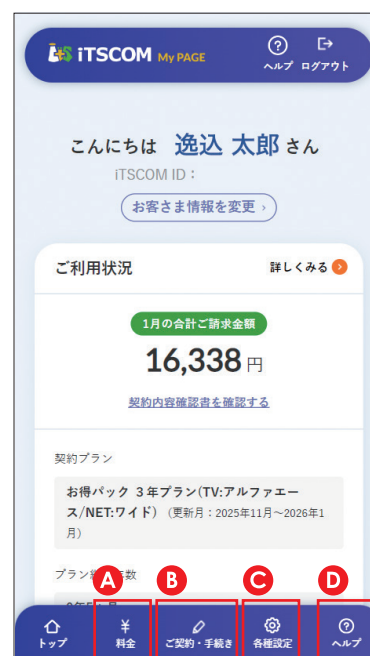 iTSCOM My PAGE
ヘルプ ログアウト
こんにちは 逸込 太郎 さん
iTSCOM ID：
お客さま情報を変更
ご利用状況 詳しくみる
1月の合計ご請求金額
16,338 円
契約内容確認書を確認する
契約プラン
お得パック 3年プラン(TV:アルファエー
ス/NET:ワイド) (更新月：2025年11月～2026年1
月)
A B C D
トップ 料金 ご契約・手続き 各種設定 ヘルプ